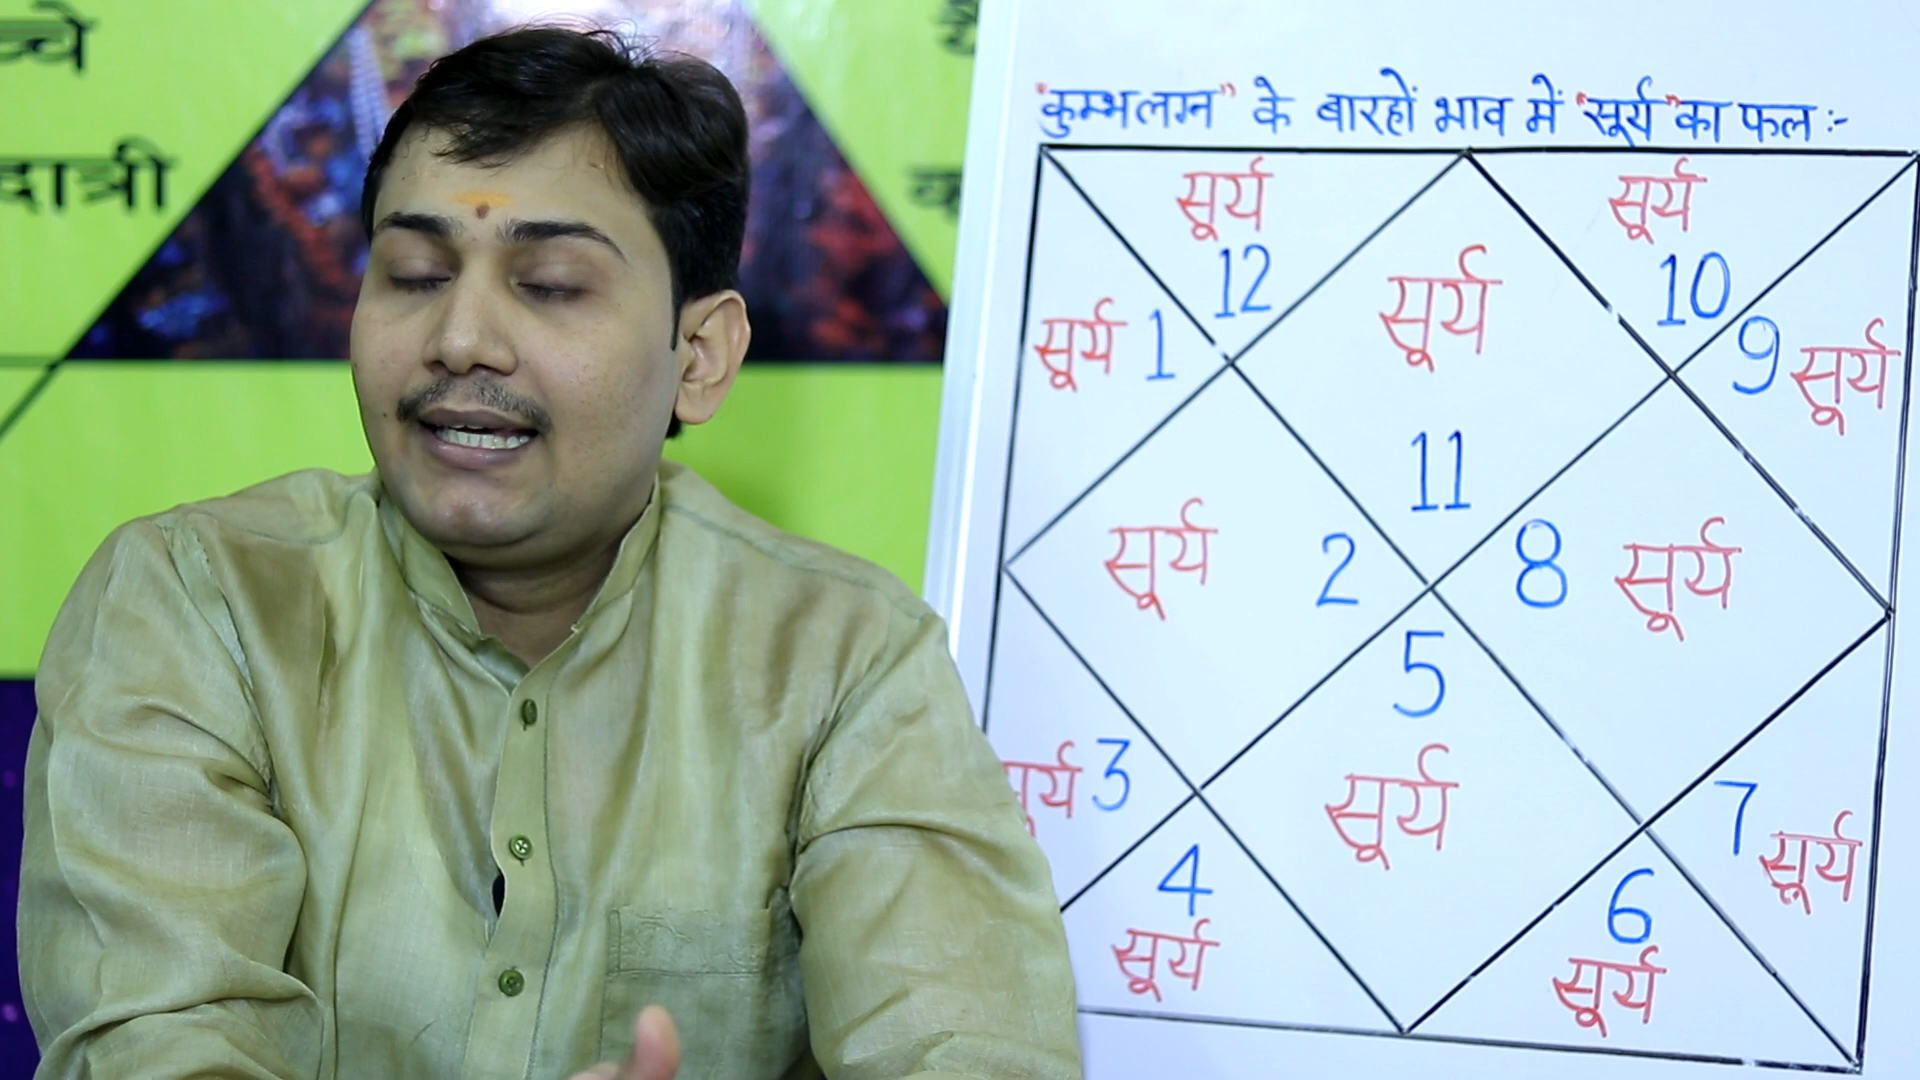 दात्री
"कुम्भलग्न" के बारहों भाव में "सूर्य" का फल :-
सूर्य
12
सूर्य
10
सूर्य
सूर्य 1
9 सूर्य
11
सूर्य 2
8 सूर्य
5
3
सूर्य
7
सूर्य
4
सूर्य
6
सूर्य